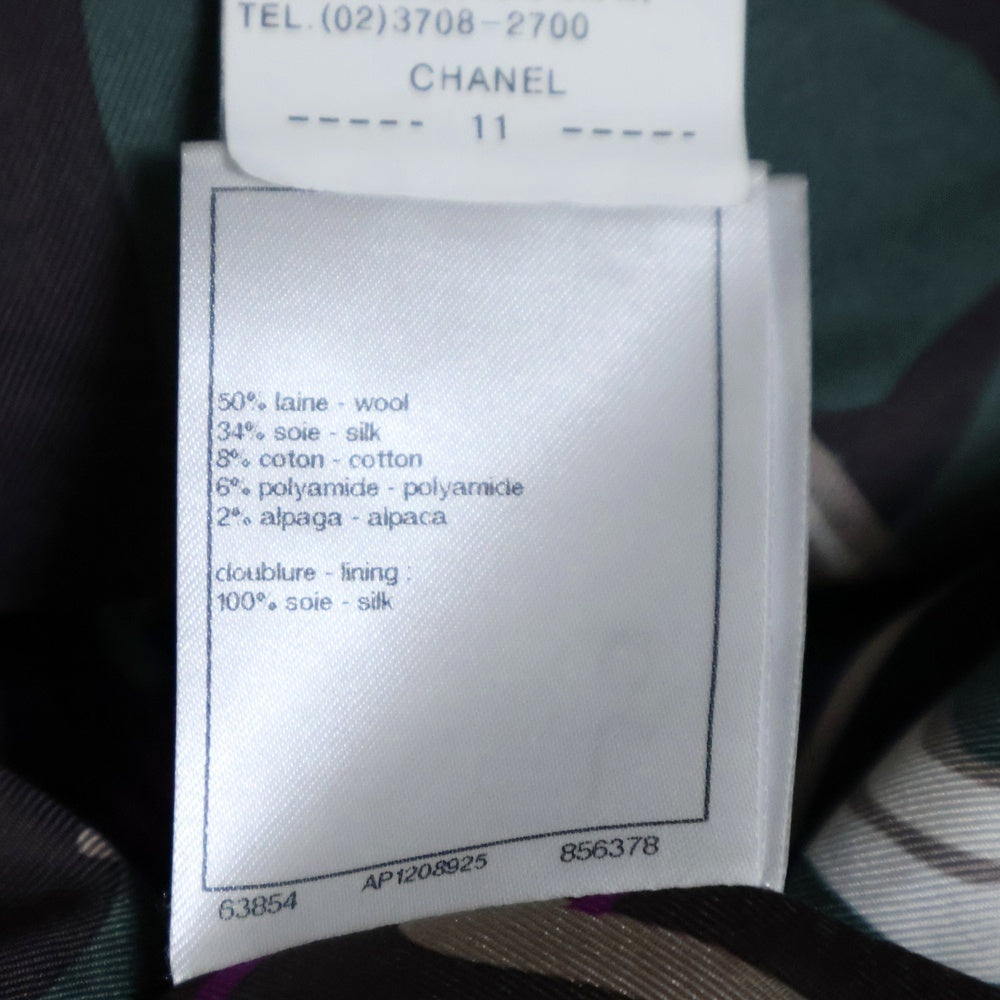 TEL.(02)3708-2700
CHANEL
----- 11 -----
50% laine - wool
34% soie - silk
8% coton - cotton
6% polyamide - polyamide
2% alpaga - alpaca
doublure - lining :
100% soie - silk
63854 AP1208925 856378